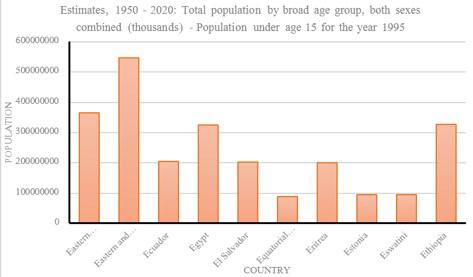 Estimates, 1950 - 2020: Total population by broad age group, both sexes
combined (thousands) - Population under age 15 for the year 1995
600000000
500000000
400000000
300000000
200000000
100000000
0
POPULATION
Eastern...
Eastern and...
Ecuador
Egypt
El Salvador
Equatorial...
Eritrea
Estonia
Eswatini
Ethiopia
COUNTRY